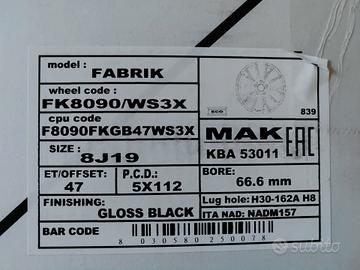 model : FABRIK
wheel code :
FK8090/WS3X
cpu code
F8090FKGB47WS3X
SIZE :
8J19
ET/OFFSET:
47
P.C.D.:
5X112
FINISHING:
GLOSS BLACK
BAR CODE
8 030580 250078
ECO
839
MAK
EAC
KBA 53011
BORE:
66.6 mm
Lug hole: H30-162A H8
ITA NAD: NADM157
subito